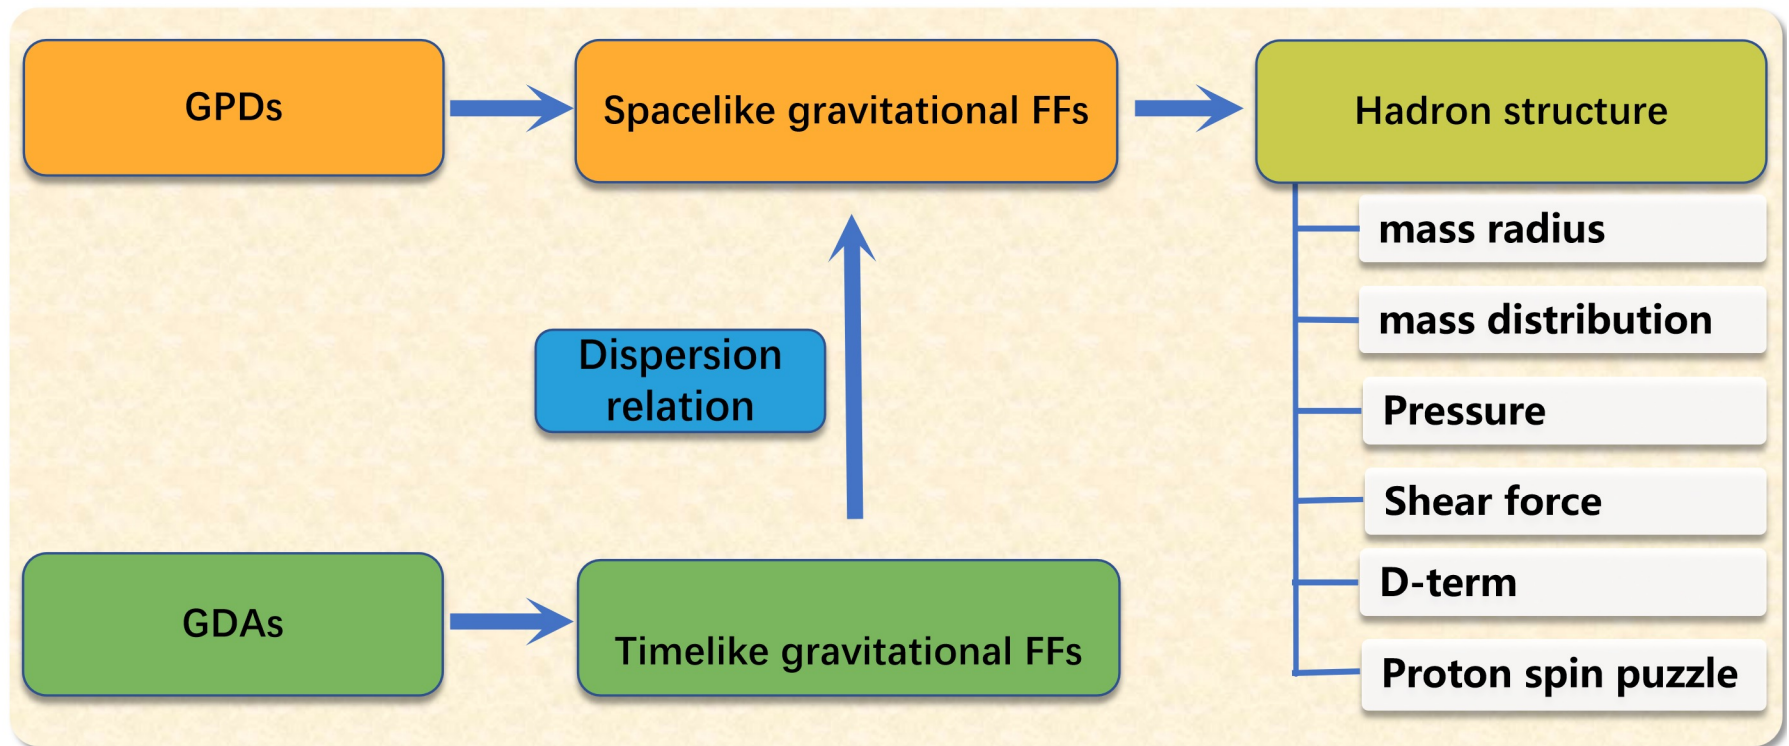 GPDs
Spacelike gravitational FFs
Hadron structure
mass radius
mass distribution
Pressure
Shear force
D-term
Proton spin puzzle
Dispersion
relation
GDAs
Timelike gravitational FFs